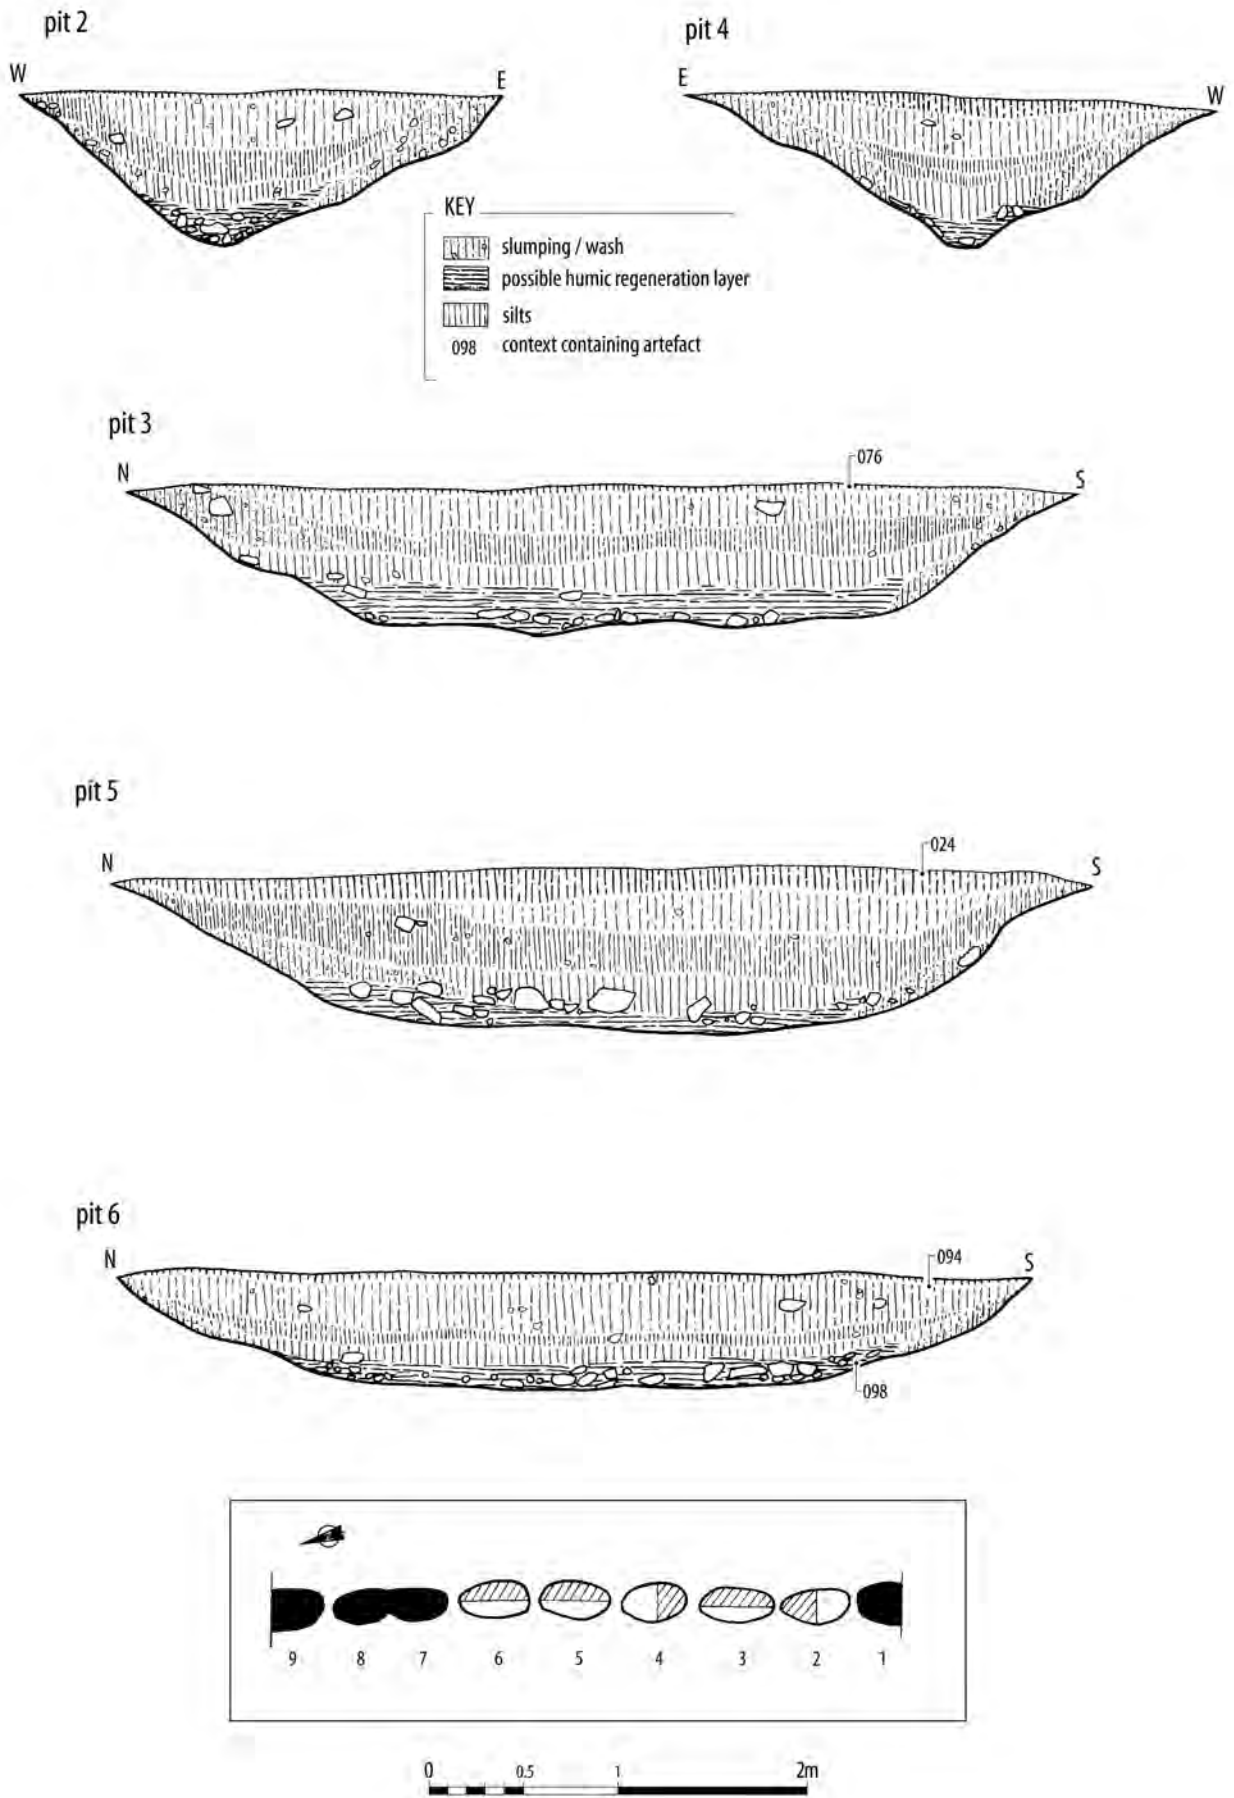 pit 2
pit 4
W
E
E
W
KEY
slumping / wash
possible humic regeneration layer
silts
098 context containing artefact
pit 3
N
076
S
pit 5
N
024
S
pit 6
N
094
S
098
9 8 7 6 5 4 3 2 1
0 0.5 1 2m